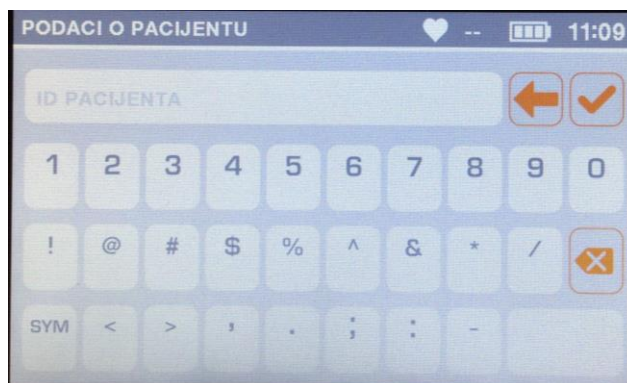 PODACI O PACIJENTU -- 11:09
ID PACIJENTA
1 2 3 4 5 6 7 8 9 0
! @ # $ % ^ & * /
SYM < > , . ; : -